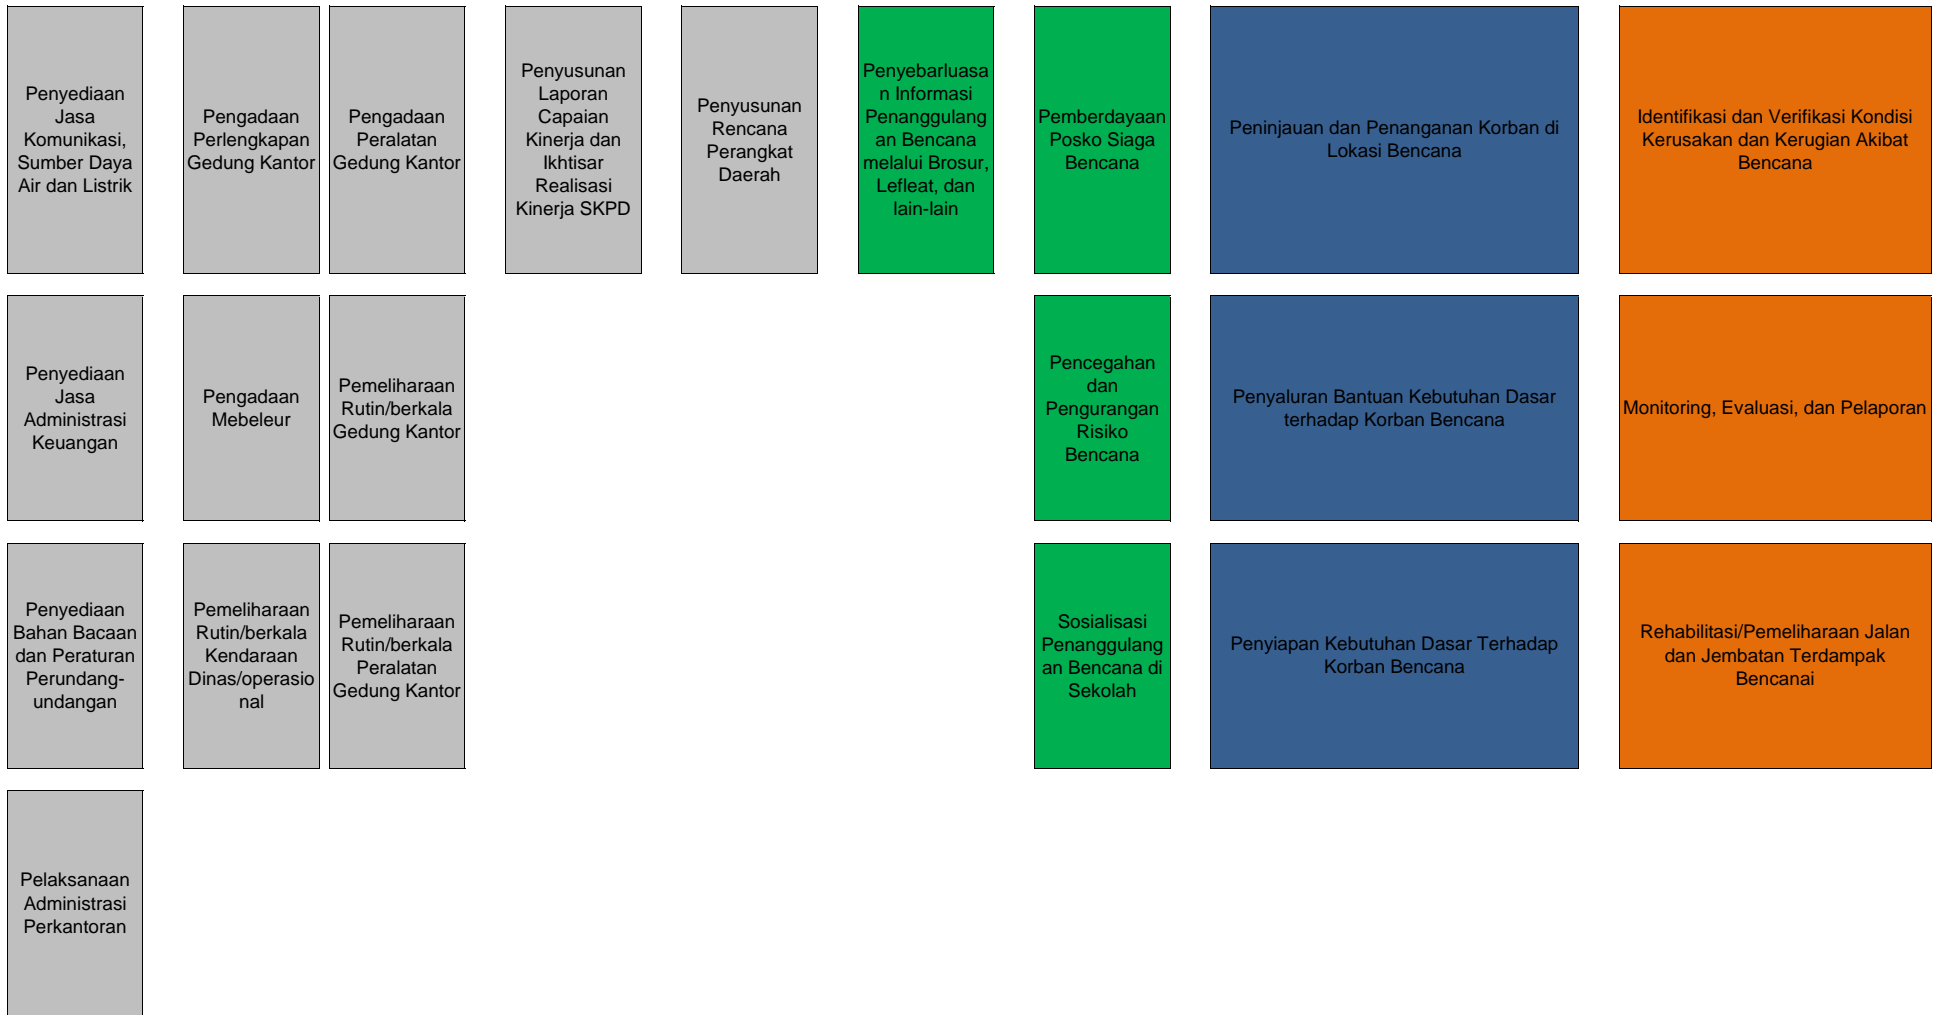 Penyediaan
Jasa
Komunikasi,
Sumber Daya
Air dan Listrik
Pengadaan
Perlengkapan
Gedung Kantor
Pengadaan
Peralatan
Gedung Kantor
Penyusunan
Laporan
Capaian
Kinerja dan
Ikhtisar
Realisasi
Kinerja SKPD
Penyusunan
Rencana
Perangkat
Daerah
Penyebarluasa
n Informasi
Penanggulang
an Bencana
melalui Brosur,
Lefleat, dan
lain-lain
Pemberdayaan
Posko Siaga
Bencana
Peninjauan dan Penanganan Korban di
Lokasi Bencana
Identifikasi dan Verifikasi Kondisi
Kerusakan dan Kerugian Akibat
Bencana
Penyediaan
Jasa
Administrasi
Keuangan
Pengadaan
Mebeleur
Pemeliharaan
Rutin/berkala
Gedung Kantor
Pencegahan
dan
Pengurangan
Risiko
Bencana
Penyaluran Bantuan Kebutuhan Dasar
terhadap Korban Bencana
Monitoring, Evaluasi, dan Pelaporan
Penyediaan
Bahan Bacaan
dan Peraturan
Perundang-
undangan
Pemeliharaan
Rutin/berkala
Kendaraan
Dinas/operasio
nal
Pemeliharaan
Rutin/berkala
Peralatan
Gedung Kantor
Sosialisasi
Penanggulang
an Bencana di
Sekolah
Penyiapan Kebutuhan Dasar Terhadap
Korban Bencana
Rehabilitasi/Pemeliharaan Jalan
dan Jembatan Terdampak
Bencanai
Pelaksanaan
Administrasi
Perkantoran